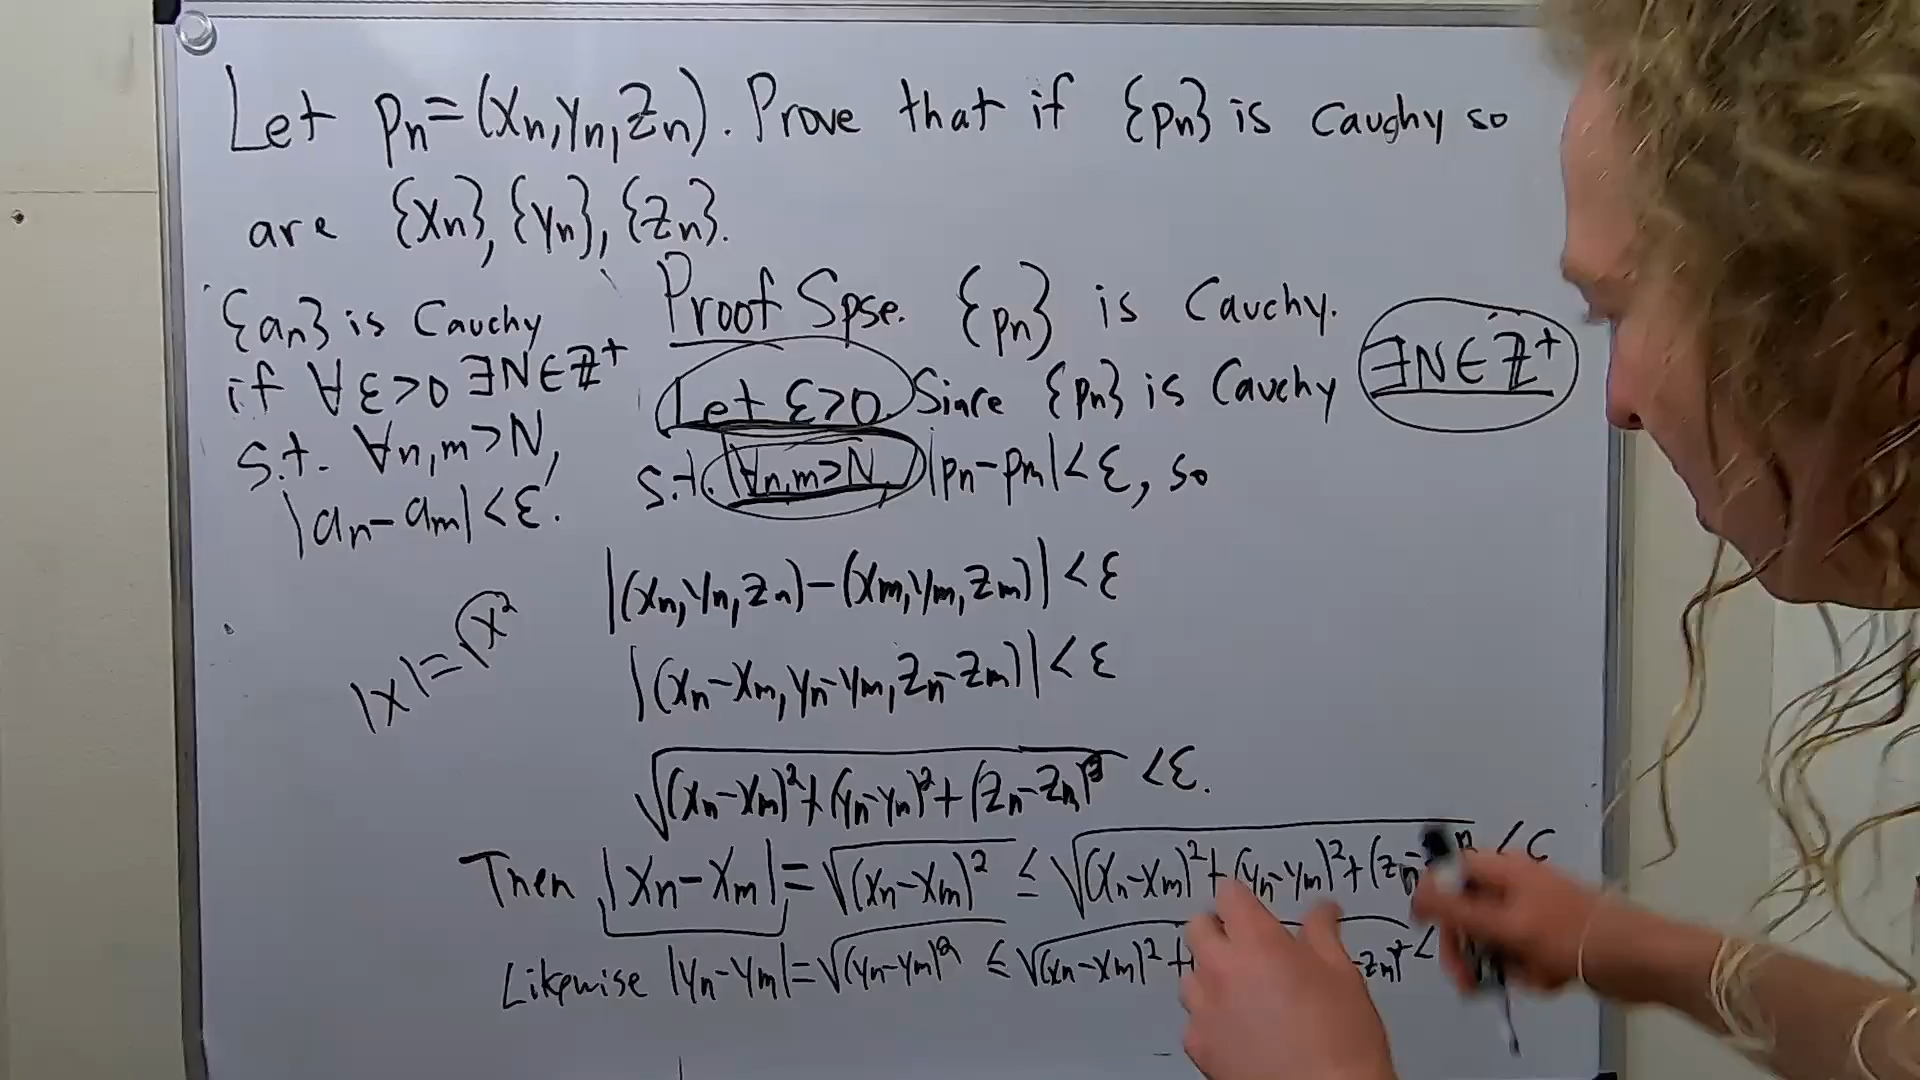 Let pn=(xn,yn,zn). Prove that if {pn} is Cauchy so
are {xn}, {yn}, {zn}.
{an} is Cauchy
if ∀ε>0 ∃N∈ℤ⁺
s.t. ∀n,m>N,
|an-am|<ε.
|x|=√x²
Proof Spse. {pn} is Cauchy.
Let ε>0. Since {pn} is Cauchy ∃N∈ℤ⁺
s.t. ∀n,m>N, |pn-pm|<ε, so
|(xn,yn,zn)-(xm,ym,zm)|<ε
|(xn-xm,yn-ym,zn-zm)|<ε
√(xn-xm)²+(yn-ym)²+(zn-zm)² <ε.
Then |xn-xm|=√(xn-xm)² ≤ √(xn-xm)²+(yn-ym)²+(zn- <
Likewise |yn-ym|=√(yn-ym)² ≤ √(xn-xm)²+ -zm)² <